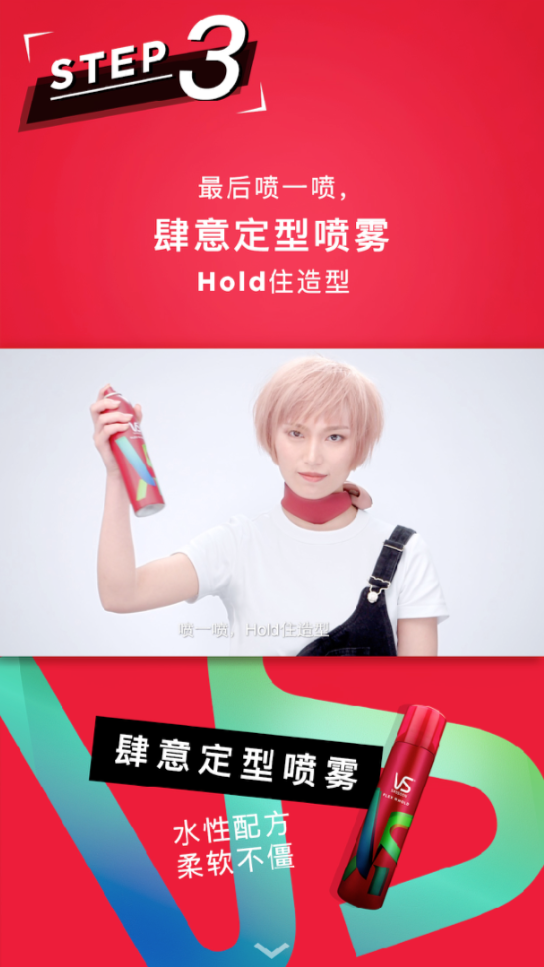 STEP 3
最后喷一喷,
肆意定型喷雾
Hold住造型
VS
喷一喷, Hold住造型
肆意定型喷雾
水性配方
柔软不僵
VS